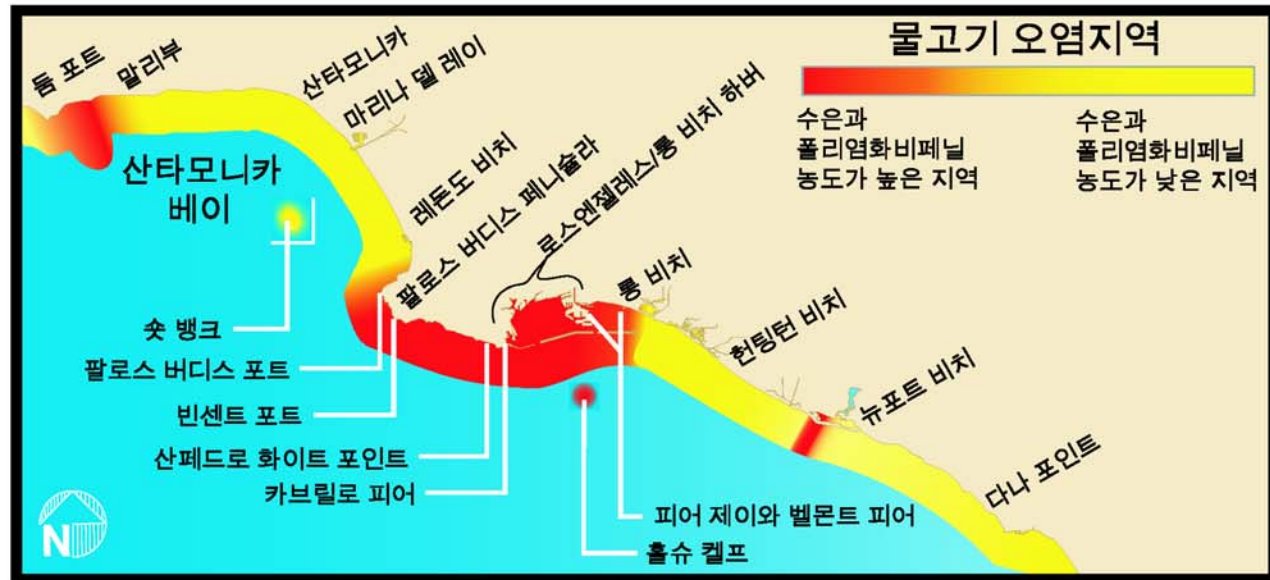 물고기 오염지역
수은과
폴리염화비페닐
농도가 높은 지역
수은과
폴리염화비페닐
농도가 낮은 지역
둠 포트
말리부
산타모니카
마리나 델 레이
레돈도 비치
팔로스 버디스 페니슐라
로스엔젤레스/롱 비치 하버
롱 비치
헌팅턴 비치
뉴포트 비치
다나 포인트
산타모니카
베이
숏 뱅크
팔로스 버디스 포트
빈센트 포트
산페드로 화이트 포인트
카브릴로 피어
피어 제이와 벨몬트 피어
홀슈 켈프
N